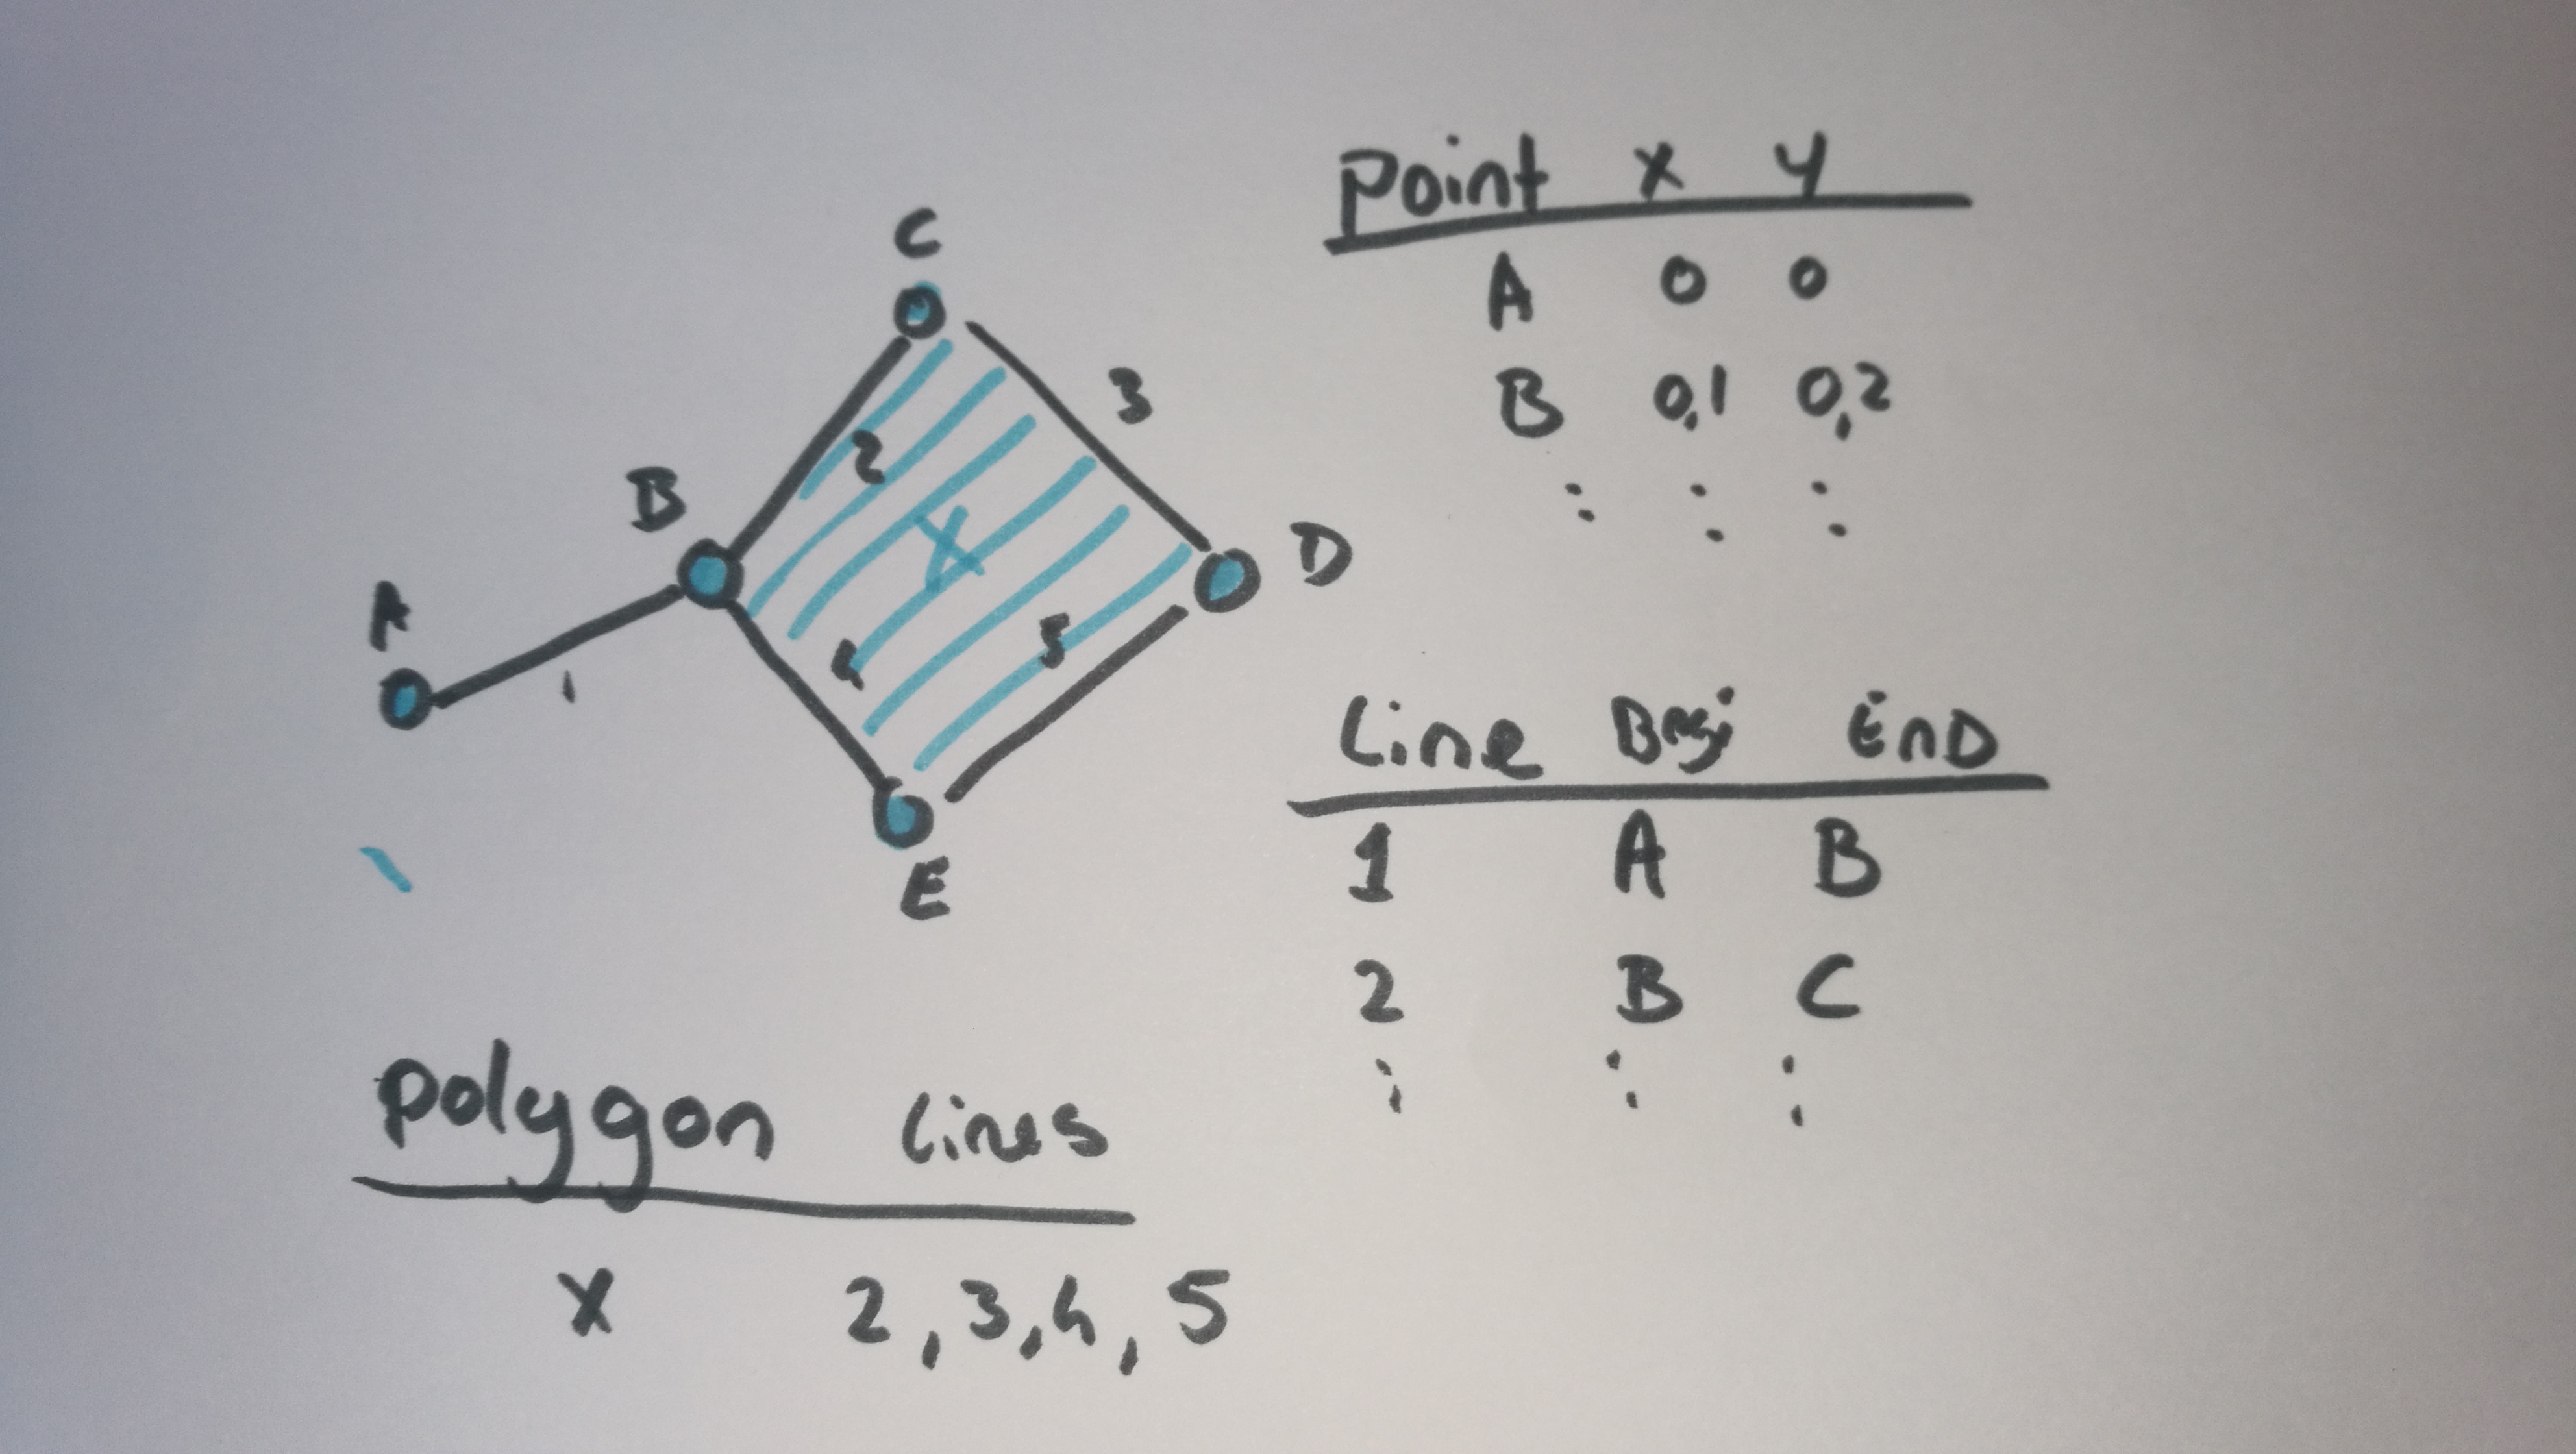 C
3
2
B
X
D
A
1
4
5
E
Point x y
A 0 0
B 0,1 0,2
: : :
Line End
1 A B
2 B C
: : :
polygon lines
X 2,3,4,5